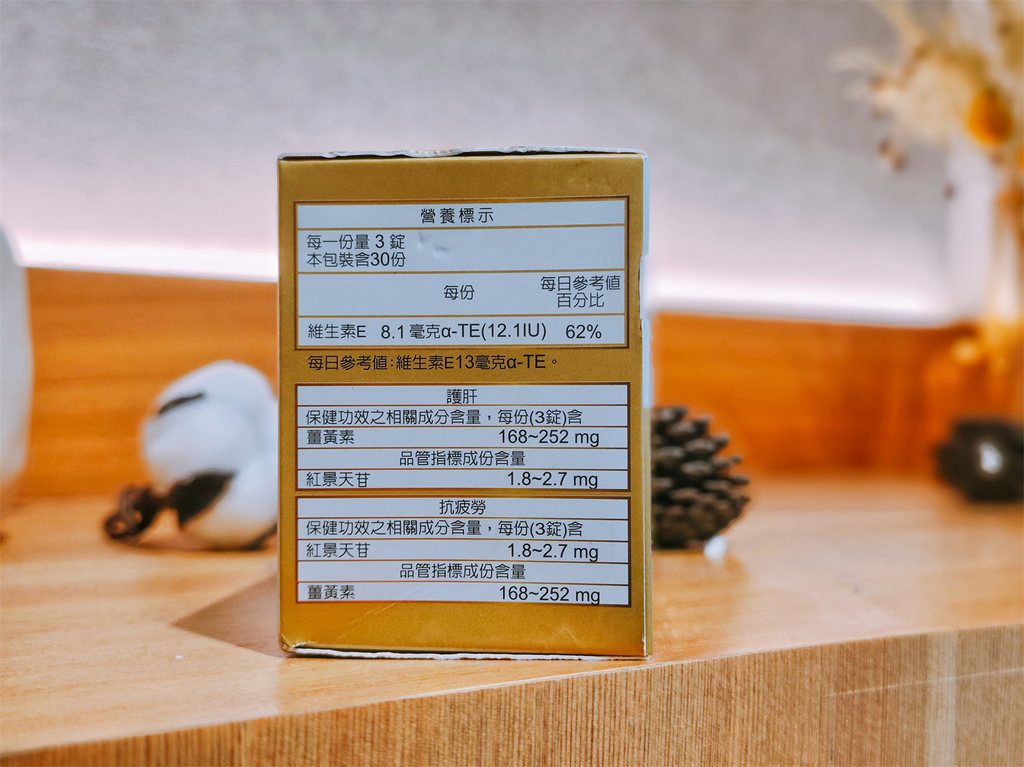 營養標示
每一份量 3 錠
本包裝含30份
每份 每日參考值
百分比
維生素E 8.1 毫克α-TE(12.1IU) 62%
每日參考值:維生素E13毫克α-TE。
護肝
保健功效之相關成分含量,每份(3錠)含
薑黃素 168~252 mg
品管指標成份含量
紅景天苷 1.8~2.7 mg
抗疲勞
保健功效之相關成分含量,每份(3錠)含
紅景天苷 1.8~2.7 mg
品管指標成份含量
薑黃素 168~252 mg